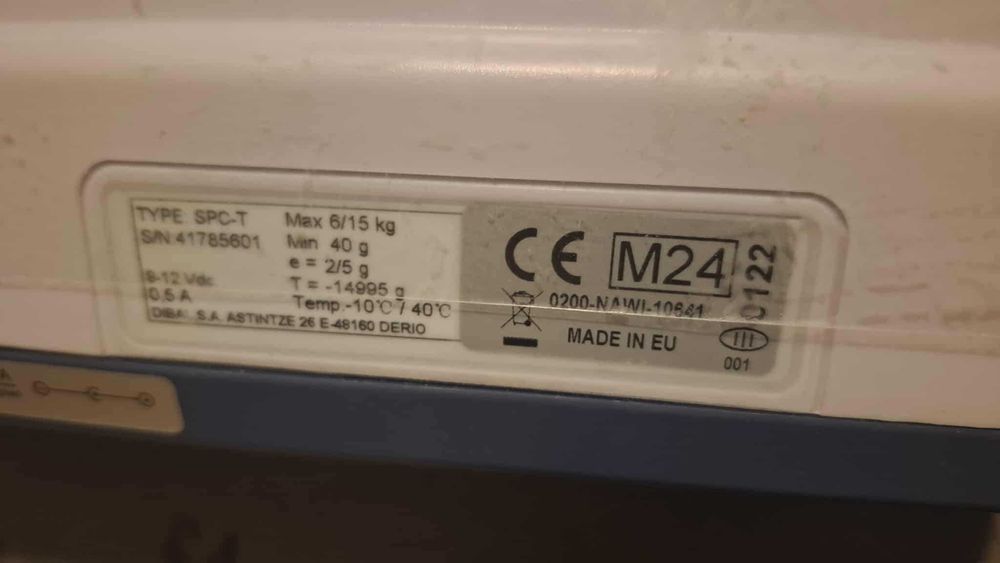 TYPE: SPC-T
S/N 41785601
8-12 Vdc
0,5 A
Max 6/15 kg
Min 40 g
e = 2/5 g
T = -14995 g
Temp.-10°C / 40°C
DIBAL S.A. ASTINTZE 26 E-48160 DERIO
CE M24 0122
0200-NAWI-10641
MADE IN EU
III
001
A